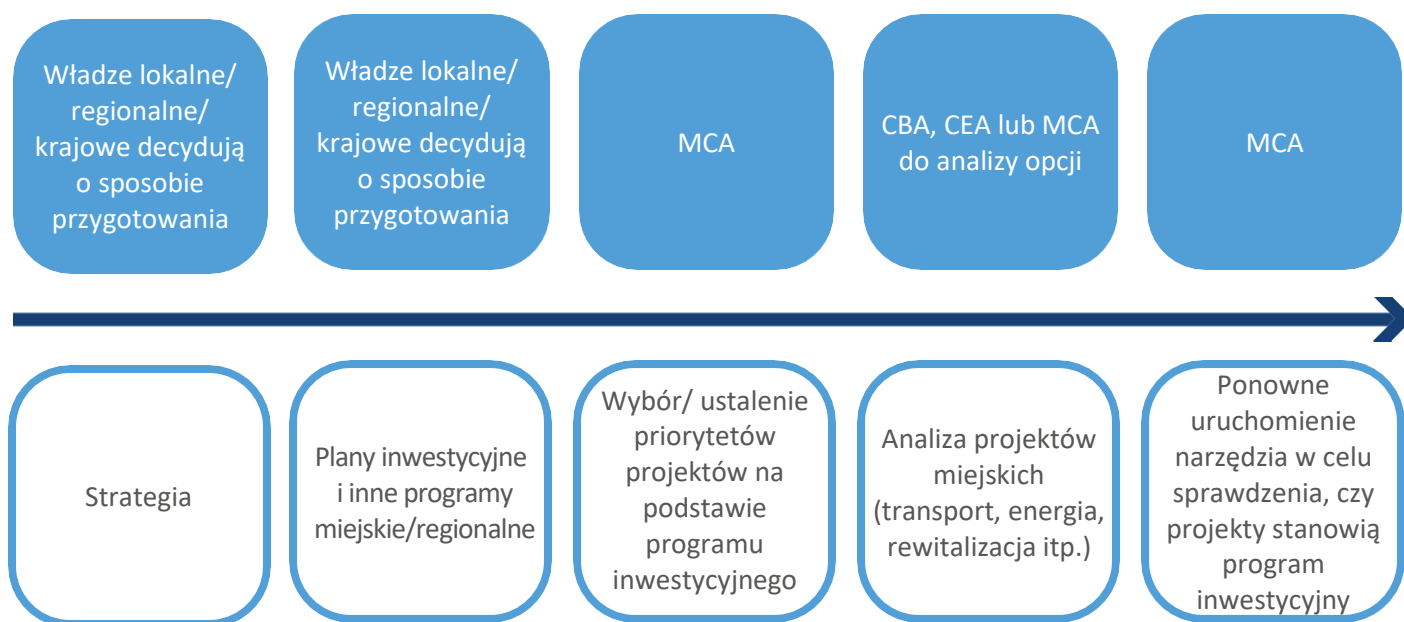 Władze lokalne/
regionalne/
krajowe decydują
o sposobie
przygotowania
Władze lokalne/
regionalne/
krajowe decydują
o sposobie
przygotowania
MCA
CBA, CEA lub MCA
do analizy opcji
MCA
Strategia
Plany inwestycyjne
i inne programy
miejskie/regionalne
Wybór/ ustalenie
priorytetów
projektów na
podstawie
programu
inwestycyjnego
Analiza projektów
miejskich
(transport, energia,
rewitalizacja itp.)
Ponowne
uruchomienie
narzędzia w celu
sprawdzenia, czy
projekty stanowią
program
inwestycyjny